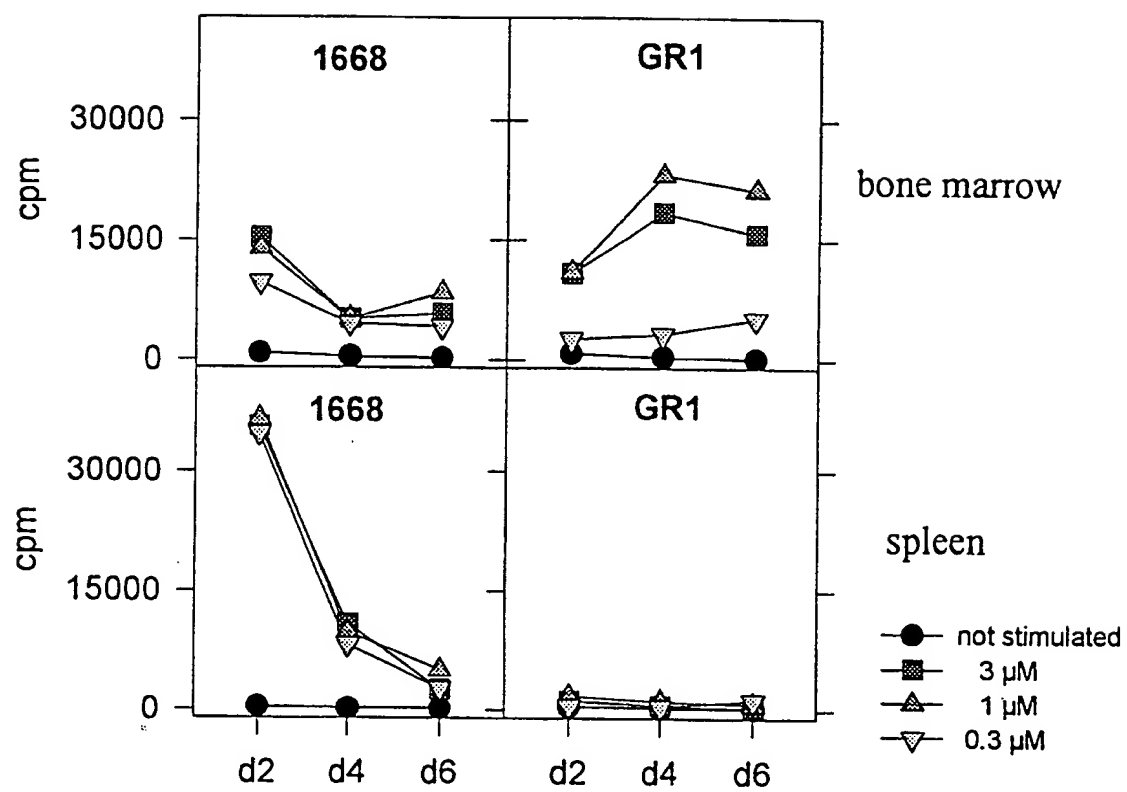 1668
GR1
30000
15000
0
cpm
bone marrow
1668
GR1
30000
15000
0
cpm
spleen
not stimulated
3 µM
1 µM
0.3 µM
d2 d4 d6 d2 d4 d6